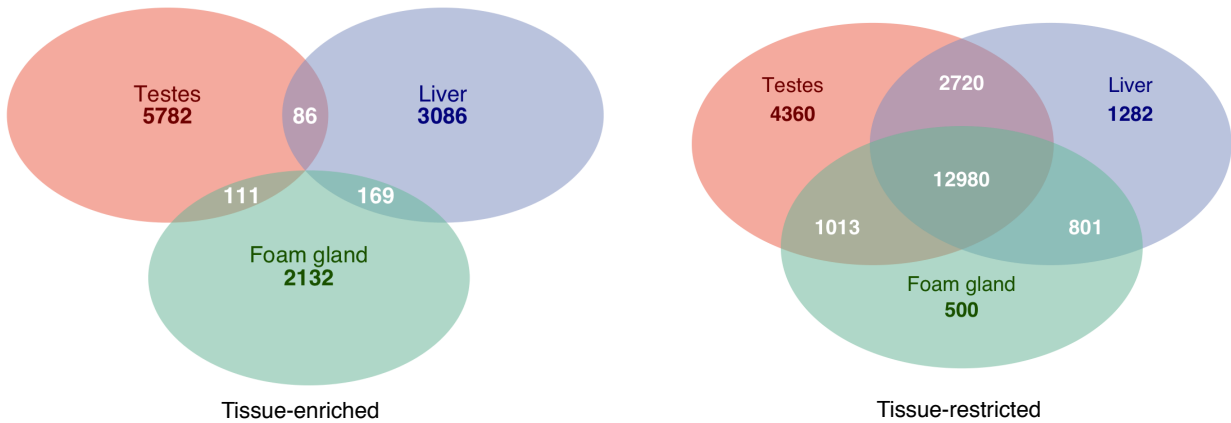 Testes
5782
86
Liver
3086
111
169
Foam gland
2132
Tissue-enriched
Testes
4360
2720
Liver
1282
12980
1013
801
Foam gland
500
Tissue-restricted